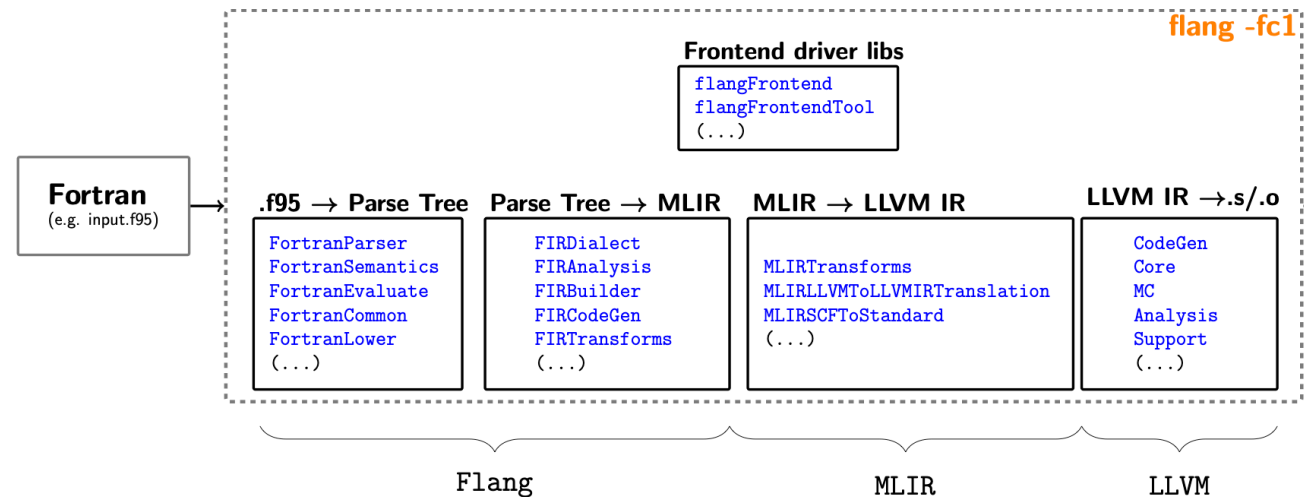 flang -fc1
Frontend driver libs
flangFrontend
flangFrontendTool
(...)
Fortran
(e.g. input.f95)
.f95 → Parse Tree
FortranParser
FortranSemantics
FortranEvaluate
FortranCommon
FortranLower
(...)
Parse Tree → MLIR
FIRDialect
FIRAnalysis
FIRBuilder
FIRCodeGen
FIRTransforms
(...)
MLIR → LLVM IR
MLIRTransforms
MLIRLLVMToLLVMIRTranslation
MLIRSCFToStandard
(...)
LLVM IR →.s/.o
CodeGen
Core
MC
Analysis
Support
(...)
Flang
MLIR
LLVM